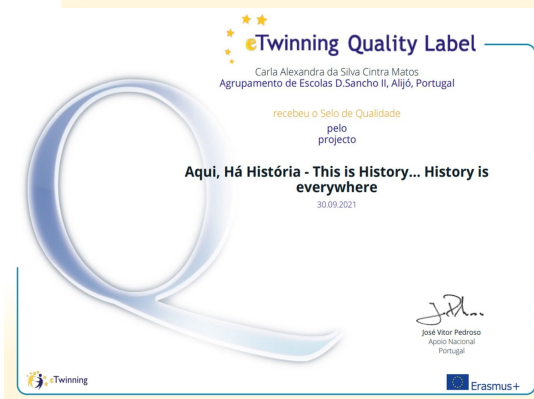 eTwinning Quality Label
Carla Alexandra da Silva Cintra Matos
Agrupamento de Escolas D.Sancho II, Alijó, Portugal
recebeu o Selo de Qualidade
pelo
projecto
Aqui, Há História - This is History... History is
everywhere
30.09.2021
José Vitor Pedroso
Apoio Nacional
Portugal
eTwinning
Erasmus+